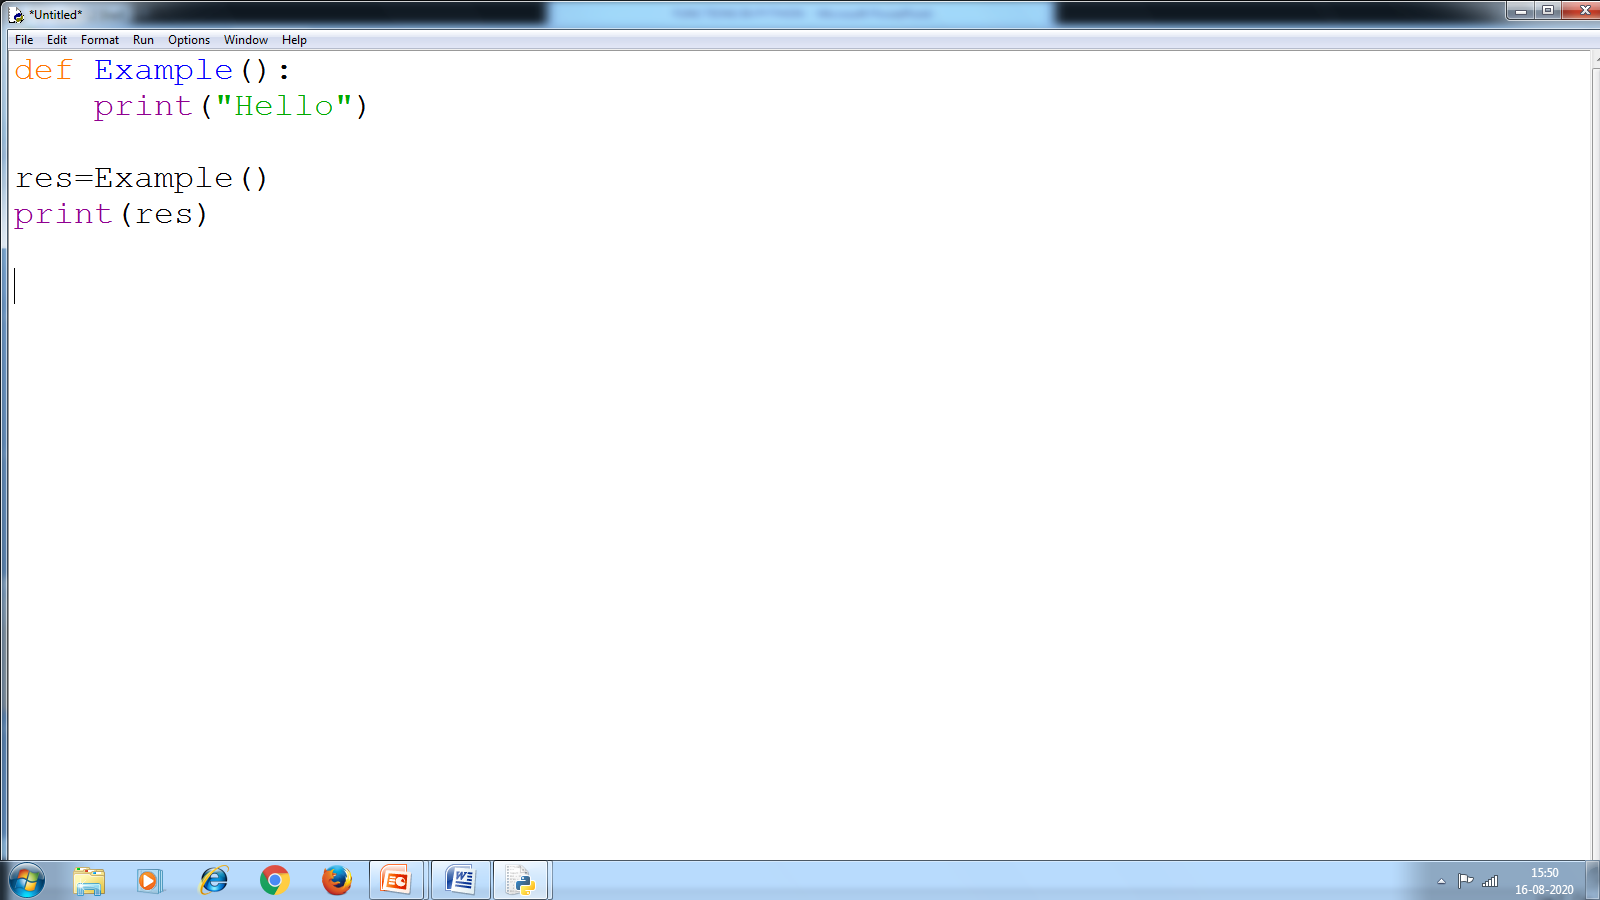 *Untitled*
File Edit Format Run Options Window Help
def Example():
    print("Hello")
res=Example()
print(res)
15:50
16-08-2020